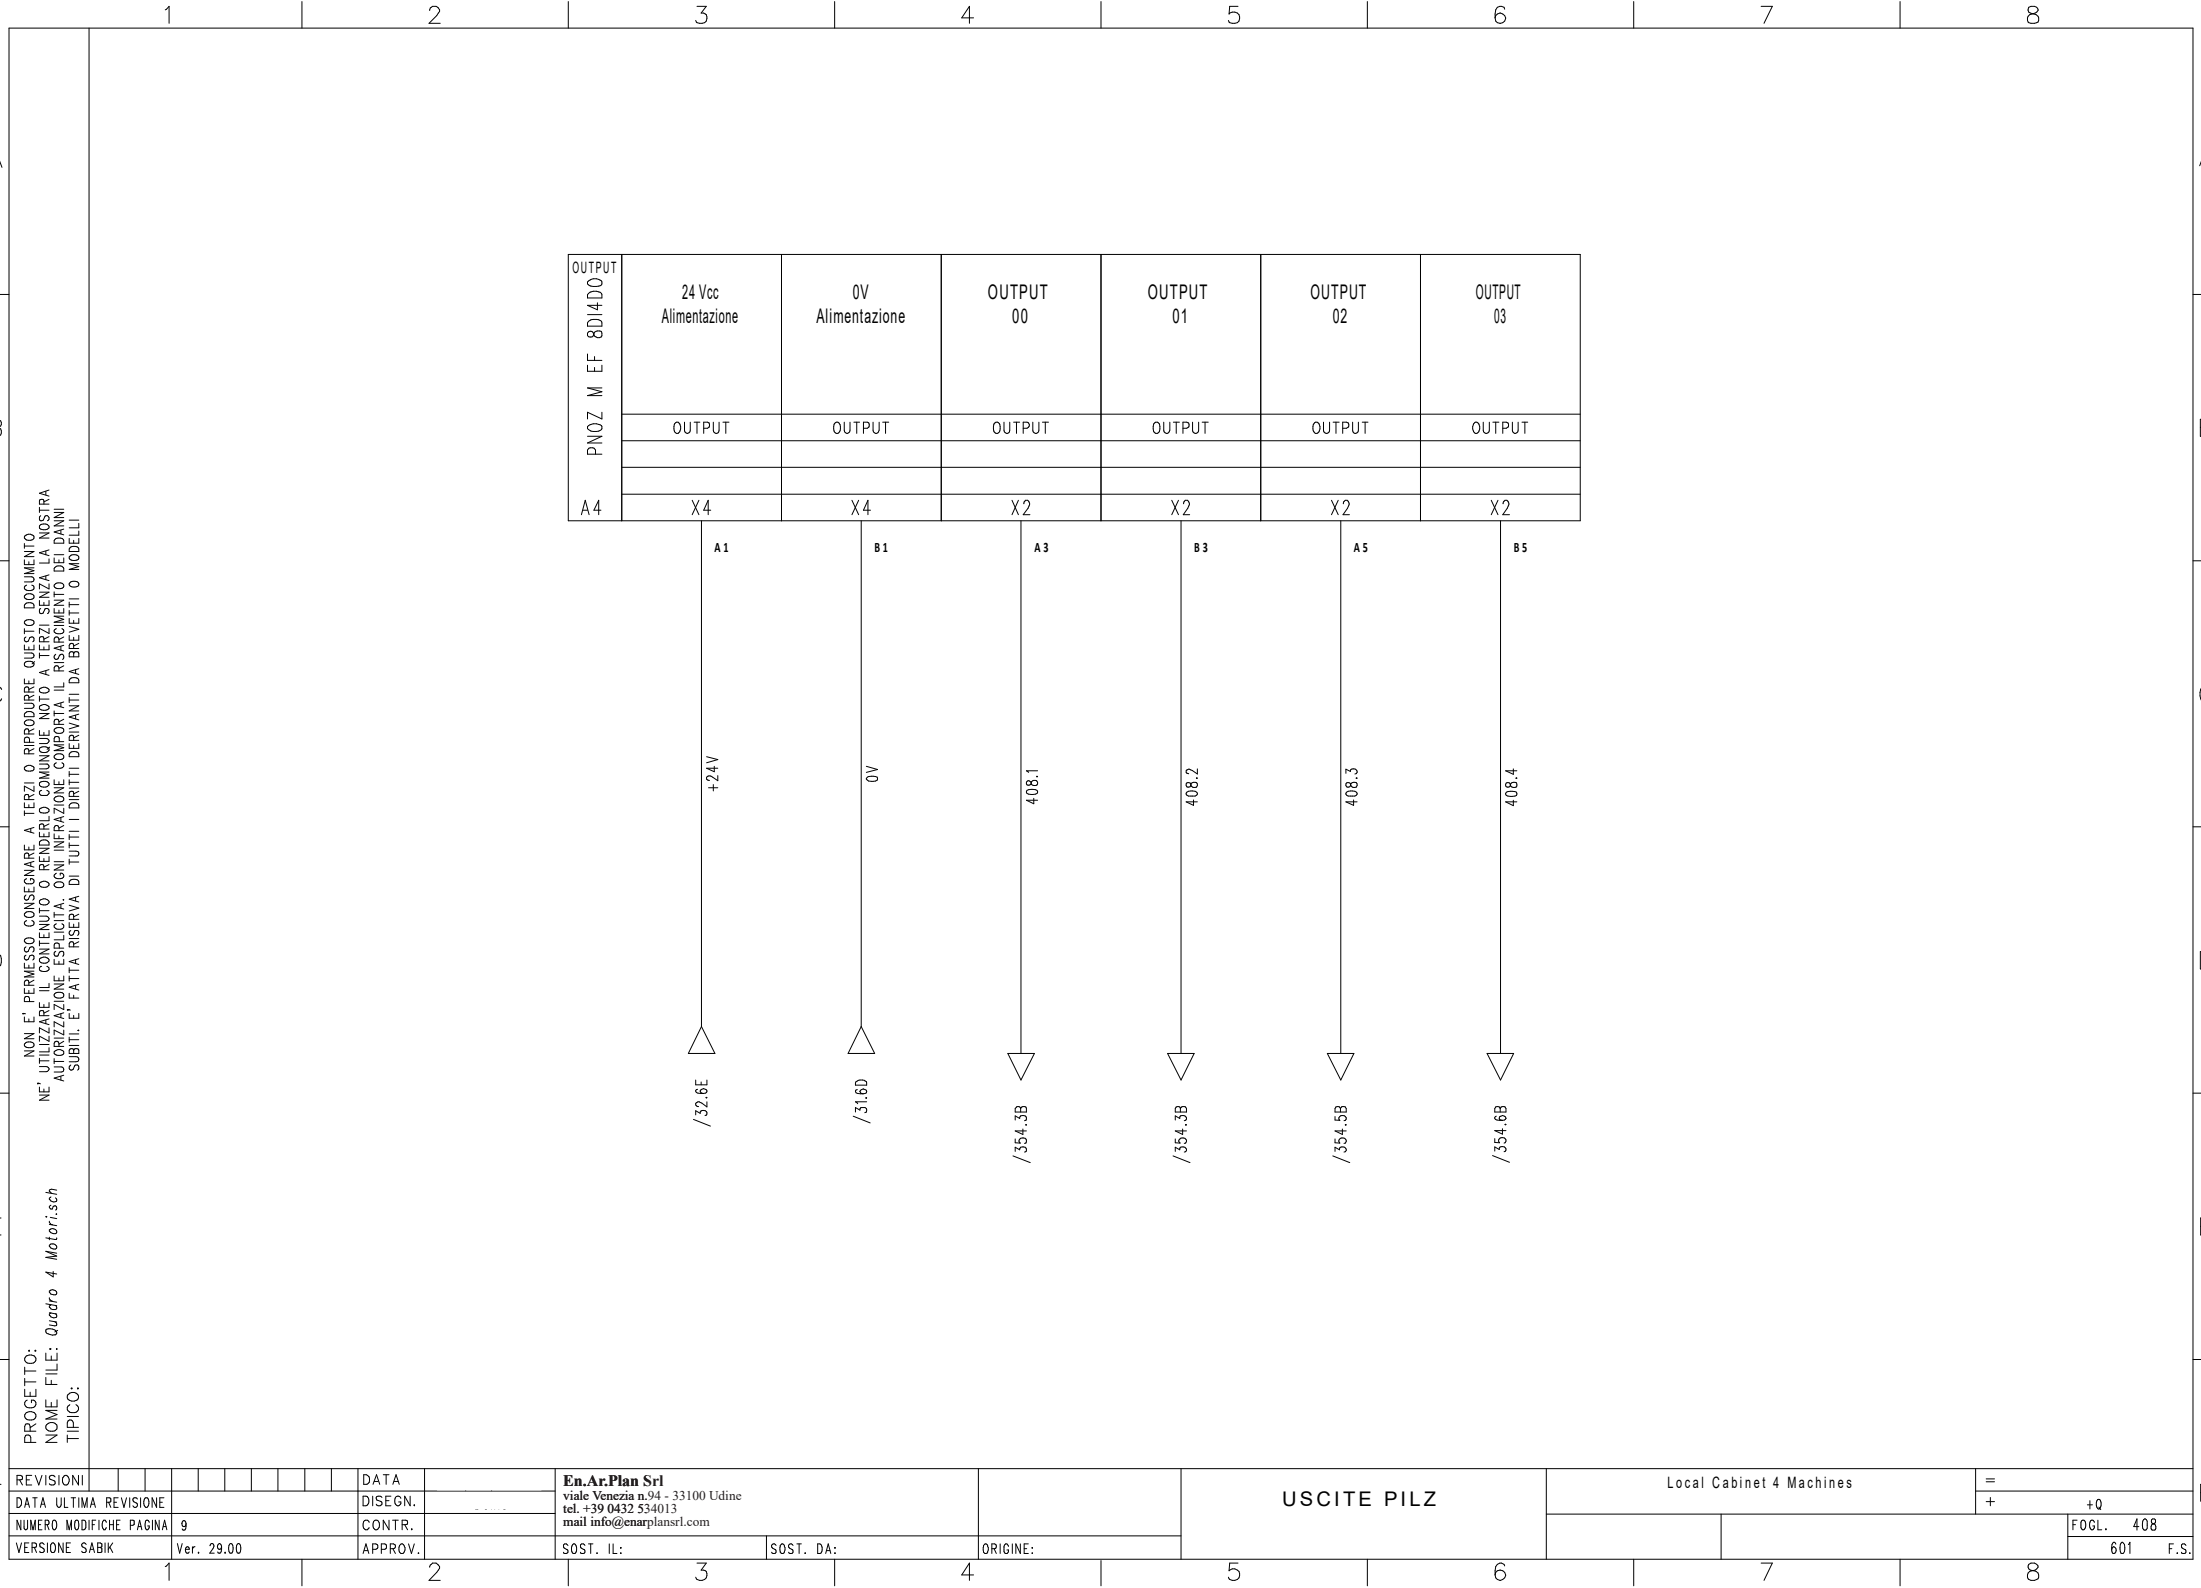 1 2 3 4 5 6 7 8
OUTPUT
PNOZ M EF 8DI4DO
A4
24 Vcc
Alimentazione
0V
Alimentazione
OUTPUT
00
OUTPUT
01
OUTPUT
02
OUTPUT
03
OUTPUT OUTPUT OUTPUT OUTPUT OUTPUT OUTPUT
X4 X4 X2 X2 X2 X2
A1 B1 A3 B3 A5 B5
+24V 0V 408.1 408.2 408.3 408.4
/32.6E /31.6D /354.3B /354.3B /354.5B /354.6B
NON E' PERMESSO CONSEGNARE A TERZI O RIPRODURRE QUESTO DOCUMENTO
NE' UTILIZZARE IL CONTENUTO O RENDERLO COMUNQUE NOTO A TERZI SENZA LA NOSTRA
AUTORIZZAZIONE ESPLICITA. OGNI INFRAZIONE COMPORTA IL RISARCIMENTO DEI DANNI
SUBITI. E' FATTA RISERVA DI TUTTI I DIRITTI DERIVANTI DA BREVETTI O MODELLI
PROGETTO:
NOME FILE: Quadro 4 Motori.sch
TIPICO:
REVISIONI
DATA ULTIMA REVISIONE
NUMERO MODIFICHE PAGINA 9
VERSIONE SABIK Ver. 29.00
DATA
DISEGN.
CONTR.
APPROV.
En.Ar.Plan Srl
viale Venezia n.94 - 33100 Udine
tel. +39 0432 534013
mail info@enarplansrl.com
SOST. IL: SOST. DA: ORIGINE:
USCITE PILZ
Local Cabinet 4 Machines
=
+ +Q
FOGL. 408
601 F.S.
1 2 3 4 5 6 7 8